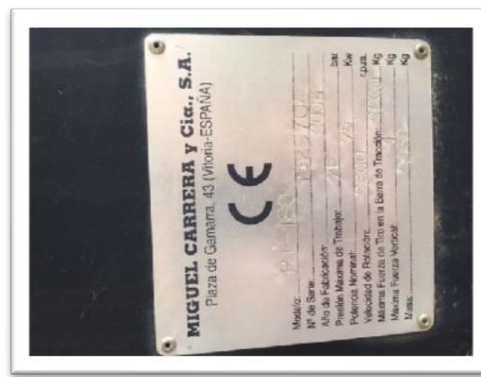 MIGUEL CARRERA Y Cia., S.A.
Plaza de Gamarra, 43 (Vitoria-ESPAÑA)
CE
Modelo:
Nº de Serie:
Año de Fabricación: 2003
Presión Maxima de Trabajo: bar
Potencia Nominal: Kw
Velocidad de Rotación: r.p.m.
Máxima Fuerza de Tiro en la Barra de Tracción: Kg
Maxima Fuerza Vertical: Kg
Masa: Kg